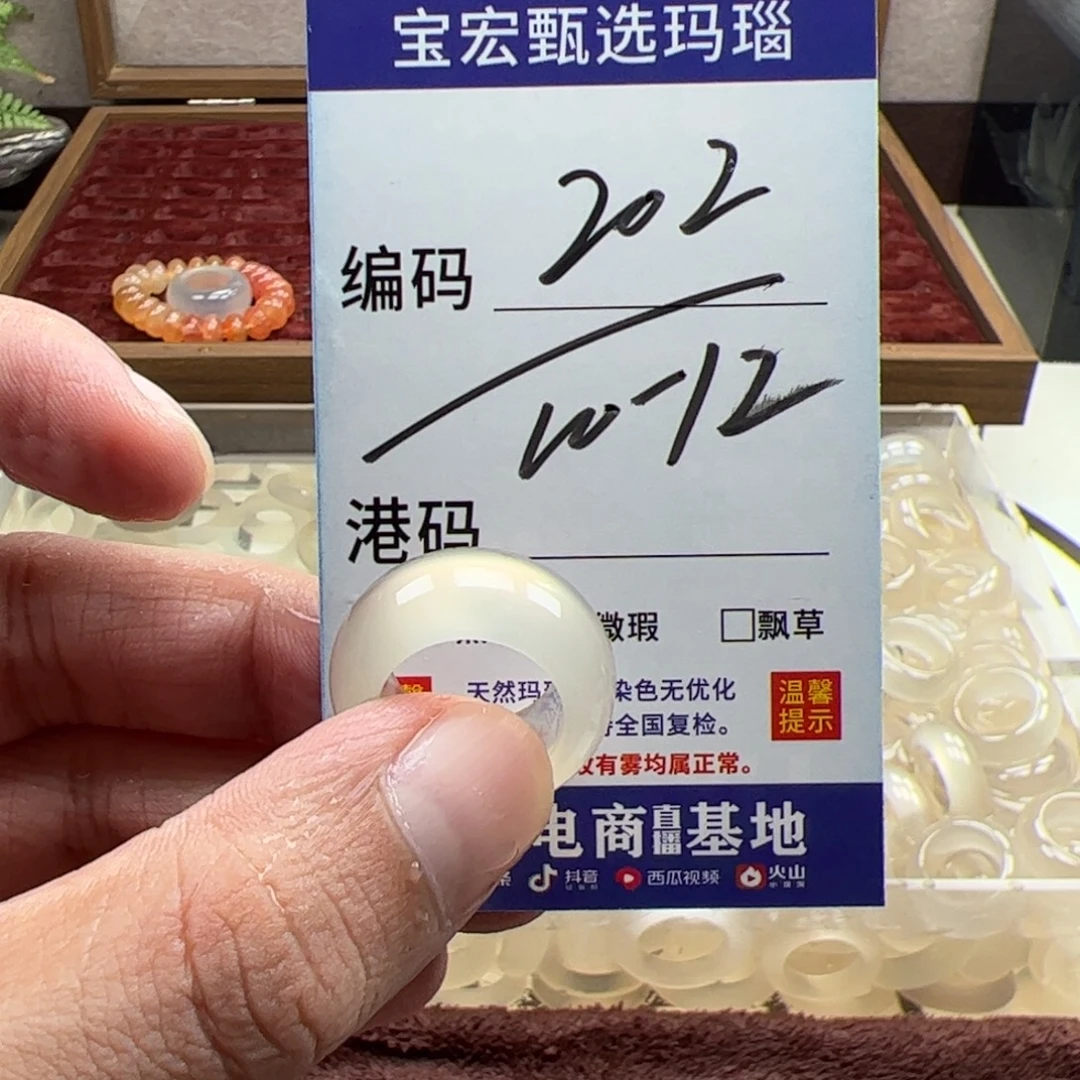 宝宏甄选玛瑙
编码 202
10-12
港码
微瑕 □飘草
天然玛 染色无优化 温馨
全国复检。 提示
有雾均属正常。
电商直播基地
抖音 西瓜视频 火山